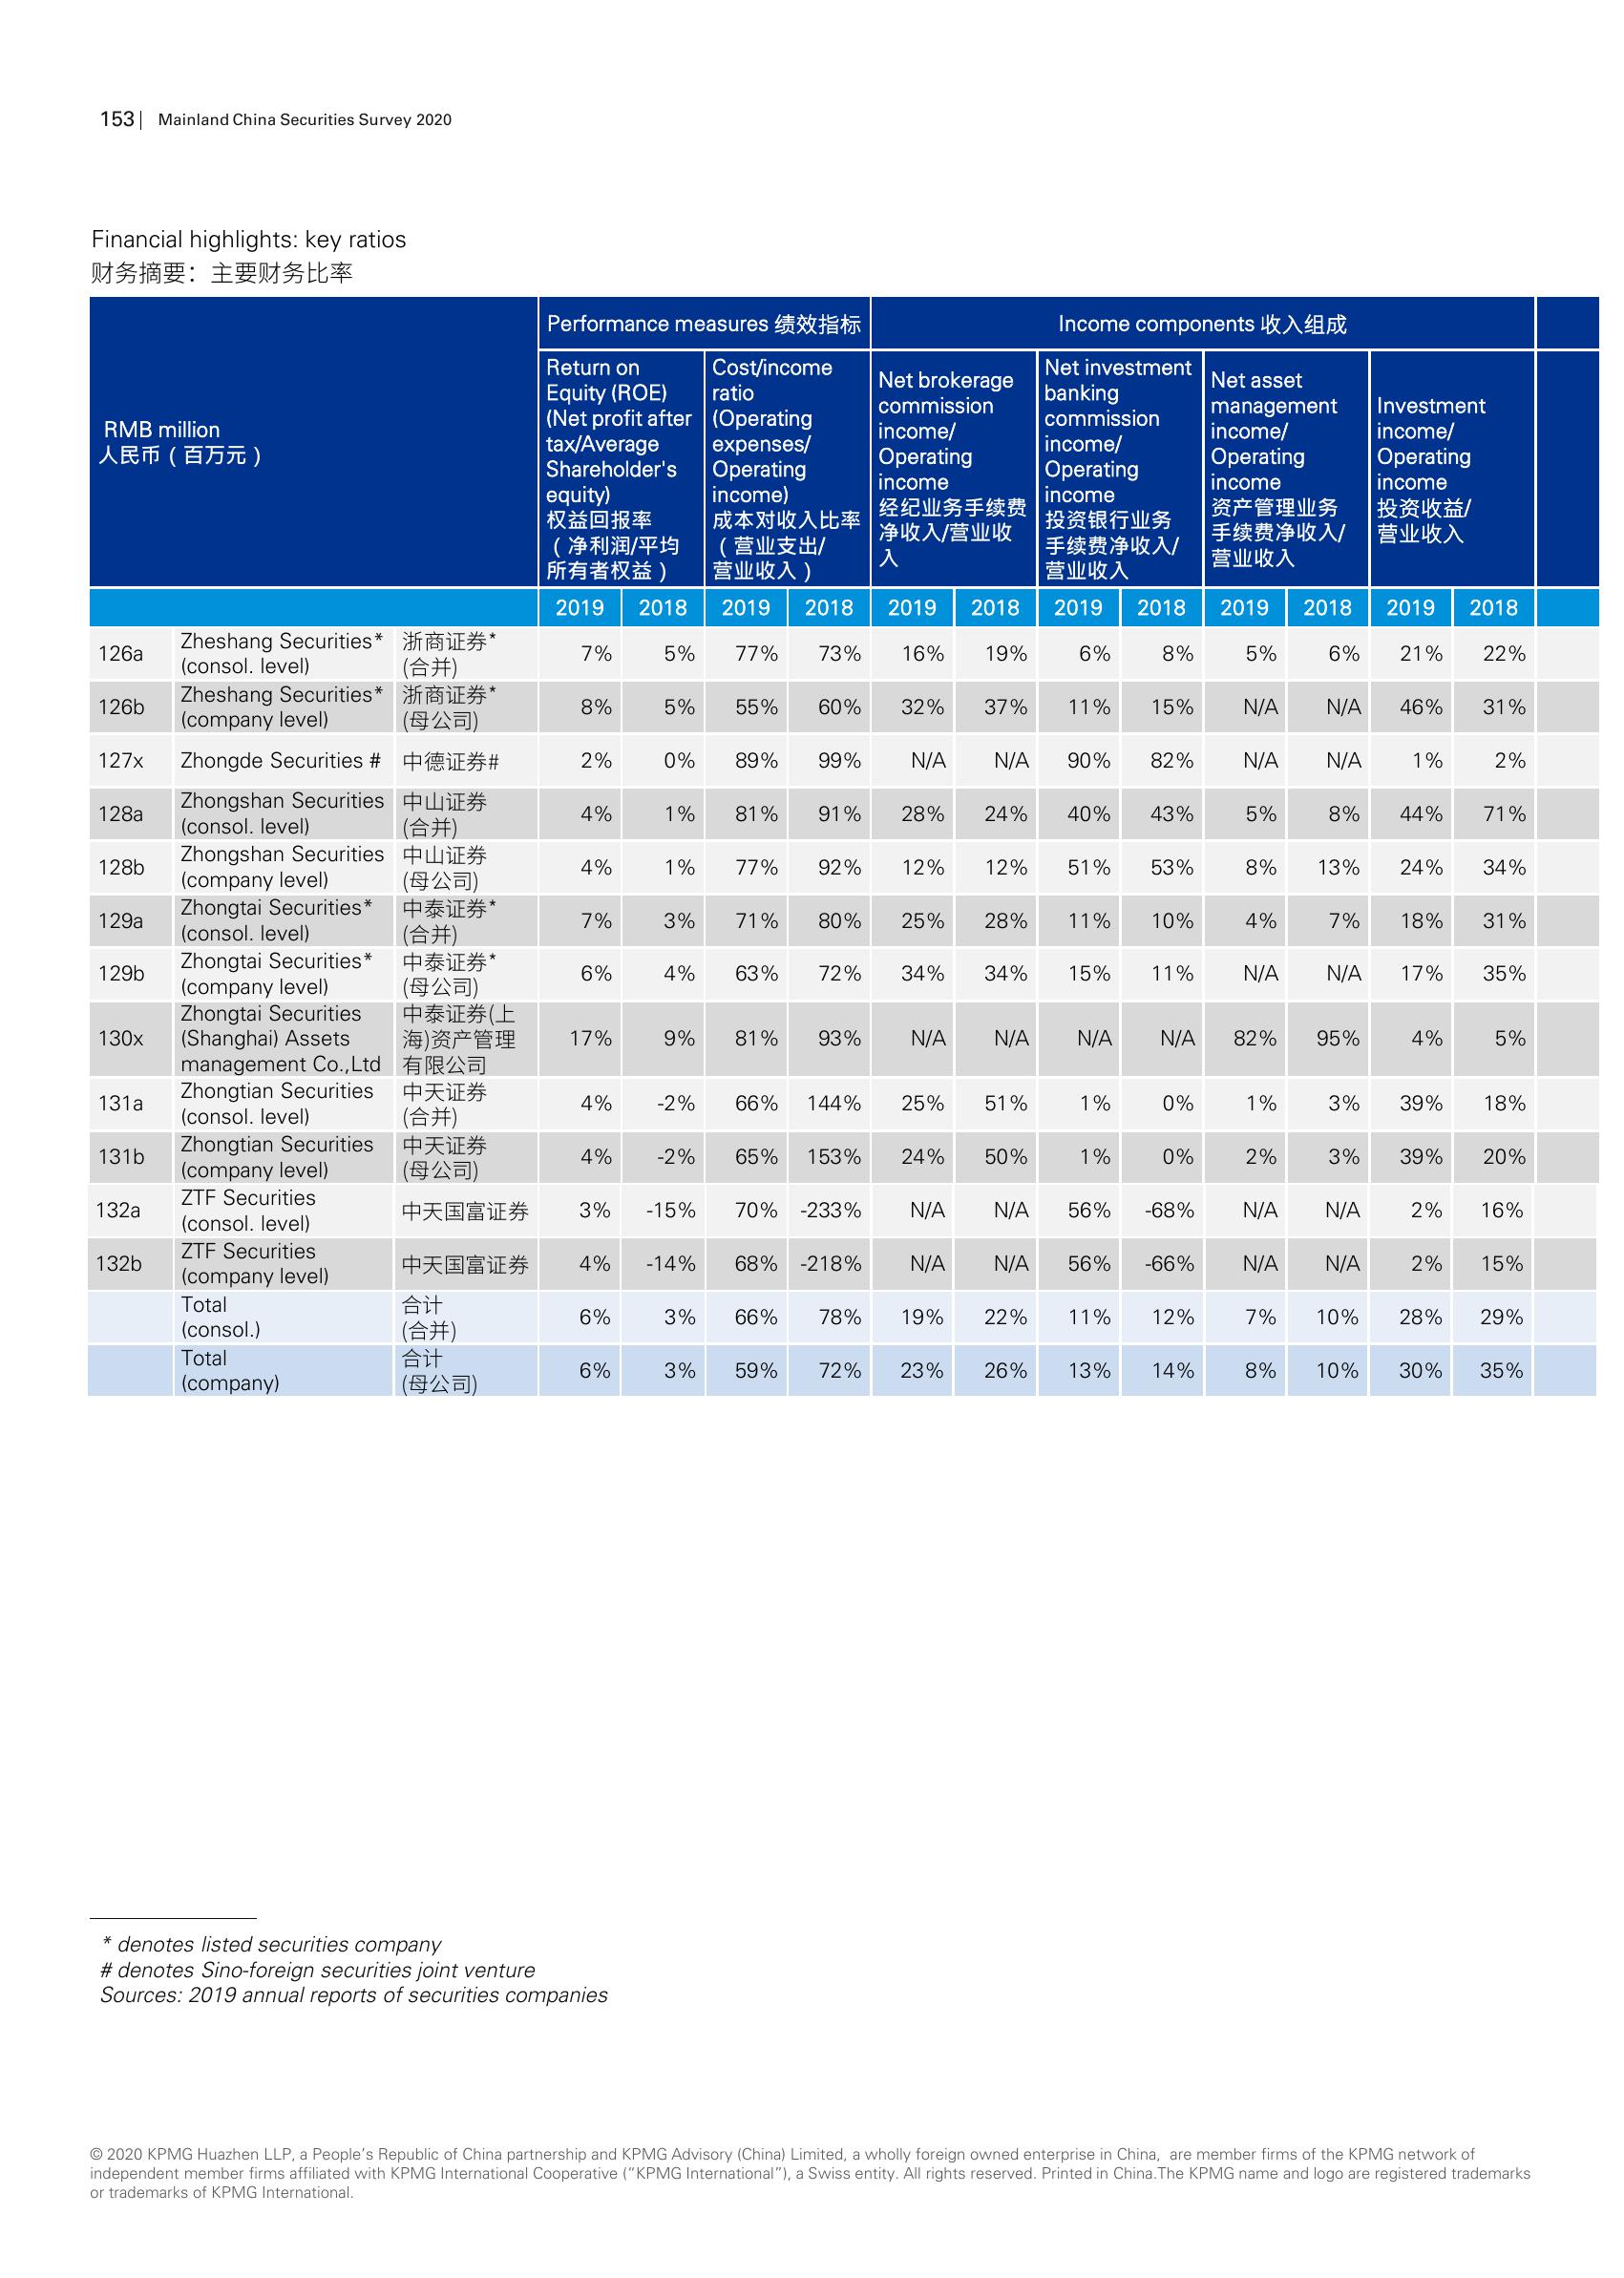 153 | Mainland China Securities Survey 2020
Financial highlights: key ratios
财务摘要：主要财务比率
RMB million
人民币（百万元）
Performance measures 绩效指标
Income components 收入组成
Return on
Equity (ROE)
(Net profit after
tax/Average
Shareholder's
equity)
权益回报率
（净利润/平均
所有者权益）
Cost/income
ratio
(Operating
expenses/
Operating
income)
成本对收入比率
（营业支出/
营业收入）
Net brokerage
commission
income/
Operating
income
经纪业务手续费
净收入/营业收
入
Net investment
banking
commission
income/
Operating
income
投资银行业务
手续费净收入/
营业收入
Net asset
management
income/
Operating
income
资产管理业务
手续费净收入/
营业收入
Investment
income/
Operating
income
投资收益/
营业收入
2019 2018 2019 2018 2019 2018 2019 2018 2019 2018 2019 2018
126a Zheshang Securities* (consol. level) 浙商证券* (合并) 7% 5% 77% 73% 16% 19% 6% 8% 5% 6% 21% 22%
126b Zheshang Securities* (company level) 浙商证券* (母公司) 8% 5% 55% 60% 32% 37% 11% 15% N/A N/A 46% 31%
127x Zhongde Securities # 中德证券# 2% 0% 89% 99% N/A N/A 90% 82% N/A N/A 1% 2%
128a Zhongshan Securities (consol. level) 中山证券 (合并) 4% 1% 81% 91% 28% 24% 40% 43% 5% 8% 44% 71%
128b Zhongshan Securities (company level) 中山证券 (母公司) 4% 1% 77% 92% 12% 12% 51% 53% 8% 13% 24% 34%
129a Zhongtai Securities* (consol. level) 中泰证券* (合并) 7% 3% 71% 80% 25% 28% 11% 10% 4% 7% 18% 31%
129b Zhongtai Securities* (company level) 中泰证券* (母公司) 6% 4% 63% 72% 34% 34% 15% 11% N/A N/A 17% 35%
130x Zhongtai Securities (Shanghai) Assets management Co.,Ltd 中泰证券(上海)资产管理有限公司 17% 9% 81% 93% N/A N/A N/A N/A 82% 95% 4% 5%
131a Zhongtian Securities (consol. level) 中天证券 (合并) 4% -2% 66% 144% 25% 51% 1% 0% 1% 3% 39% 18%
131b Zhongtian Securities (company level) 中天证券 (母公司) 4% -2% 65% 153% 24% 50% 1% 0% 2% 3% 39% 20%
132a ZTF Securities (consol. level) 中天国富证券 3% -15% 70% -233% N/A N/A 56% -68% N/A N/A 2% 16%
132b ZTF Securities (company level) 中天国富证券 4% -14% 68% -218% N/A N/A 56% -66% N/A N/A 2% 15%
Total (consol.) 合计 (合并) 6% 3% 66% 78% 19% 22% 11% 12% 7% 10% 28% 29%
Total (company) 合计 (母公司) 6% 3% 59% 72% 23% 26% 13% 14% 8% 10% 30% 35%
* denotes listed securities company
# denotes Sino-foreign securities joint venture
Sources: 2019 annual reports of securities companies
© 2020 KPMG Huazhen LLP, a People’s Republic of China partnership and KPMG Advisory (China) Limited, a wholly foreign owned enterprise in China, are member firms of the KPMG network of
independent member firms affiliated with KPMG International Cooperative (“KPMG International”), a Swiss entity. All rights reserved. Printed in China.The KPMG name and logo are registered trademarks
or trademarks of KPMG International.